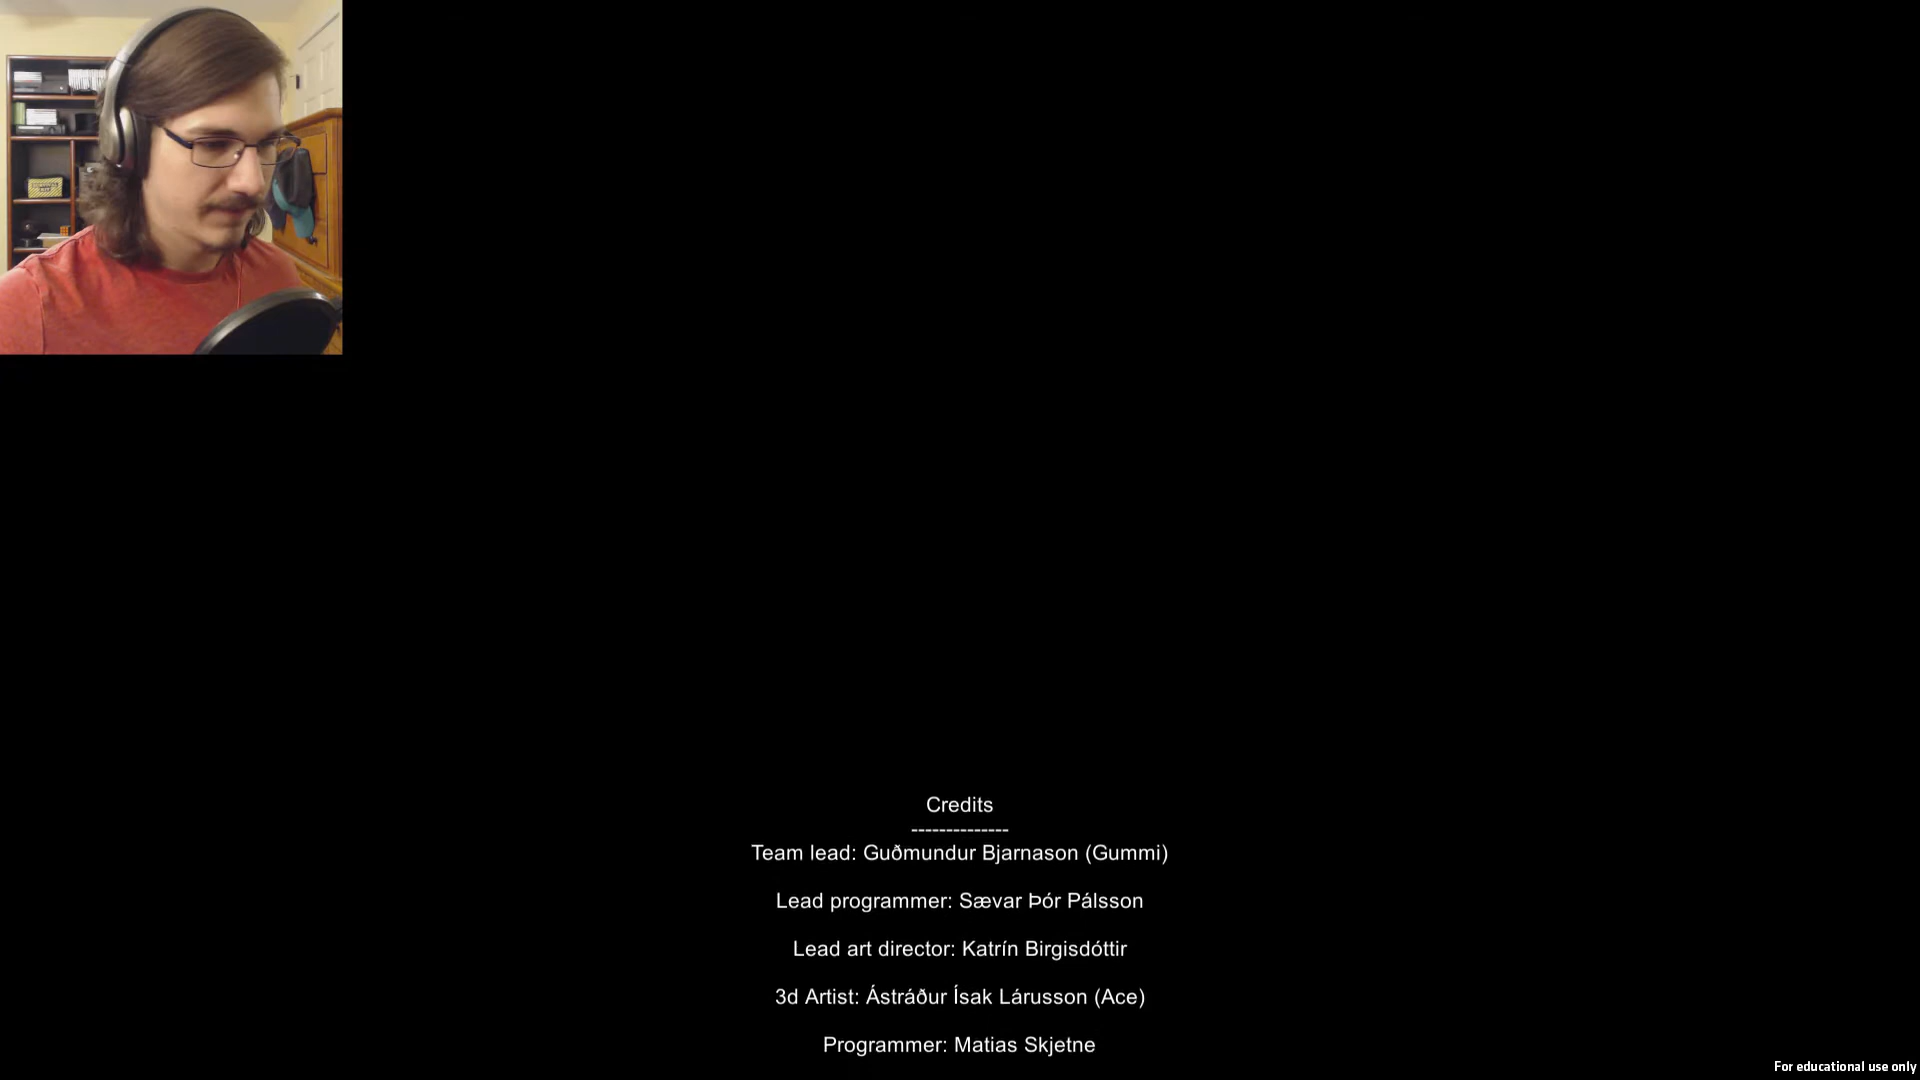 Credits
--------------
Team lead: Guðmundur Bjarnason (Gummi)
Lead programmer: Sævar Þór Pálsson
Lead art director: Katrín Birgisdóttir
3d Artist: Ástráður Ísak Lárusson (Ace)
Programmer: Matias Skjetne
For educational use only